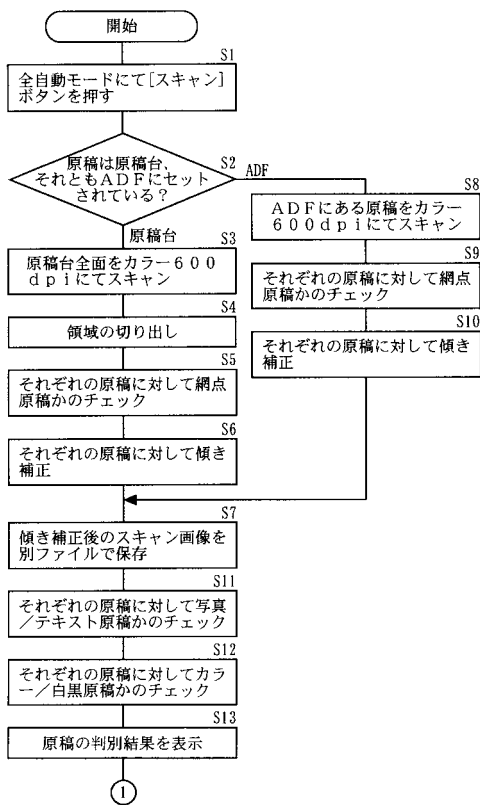 開始
S1
全自動モードにて[スキャン]
ボタンを押す
S2
原稿は原稿台、
それともADFにセット
されている？
ADF
原稿台
S3
原稿台全面をカラー600
dpiにてスキャン
S4
領域の切り出し
S5
それぞれの原稿に対して網点
原稿かのチェック
S6
それぞれの原稿に対して傾き
補正
S8
ADFにある原稿をカラー
600dpiにてスキャン
S9
それぞれの原稿に対して網点
原稿かのチェック
S10
それぞれの原稿に対して傾き
補正
S7
傾き補正後のスキャン画像を
別ファイルで保存
S11
それぞれの原稿に対して写真
／テキスト原稿かのチェック
S12
それぞれの原稿に対してカラ
ー／白黒原稿かのチェック
S13
原稿の判別結果を表示
1